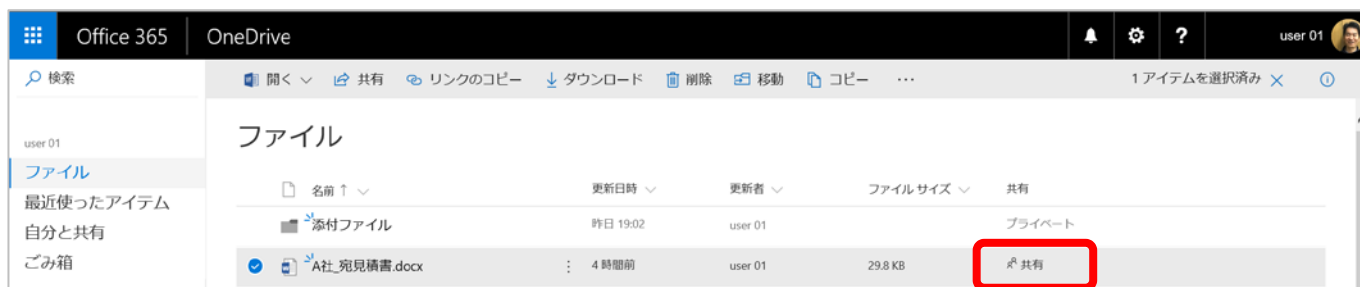 Office 365 OneDrive ? user 01
検索 開く 共有 リンクのコピー ダウンロード 削除 移動 コピー … 1 アイテムを選択済み
ファイル
user 01
ファイル
最近使ったアイテム
自分と共有
ごみ箱
名前 ↑ 更新日時 更新者 ファイル サイズ 共有
添付ファイル 昨日 19:02 user 01 プライベート
A社_宛見積書.docx 4 時間前 user 01 29.8 KB 共有